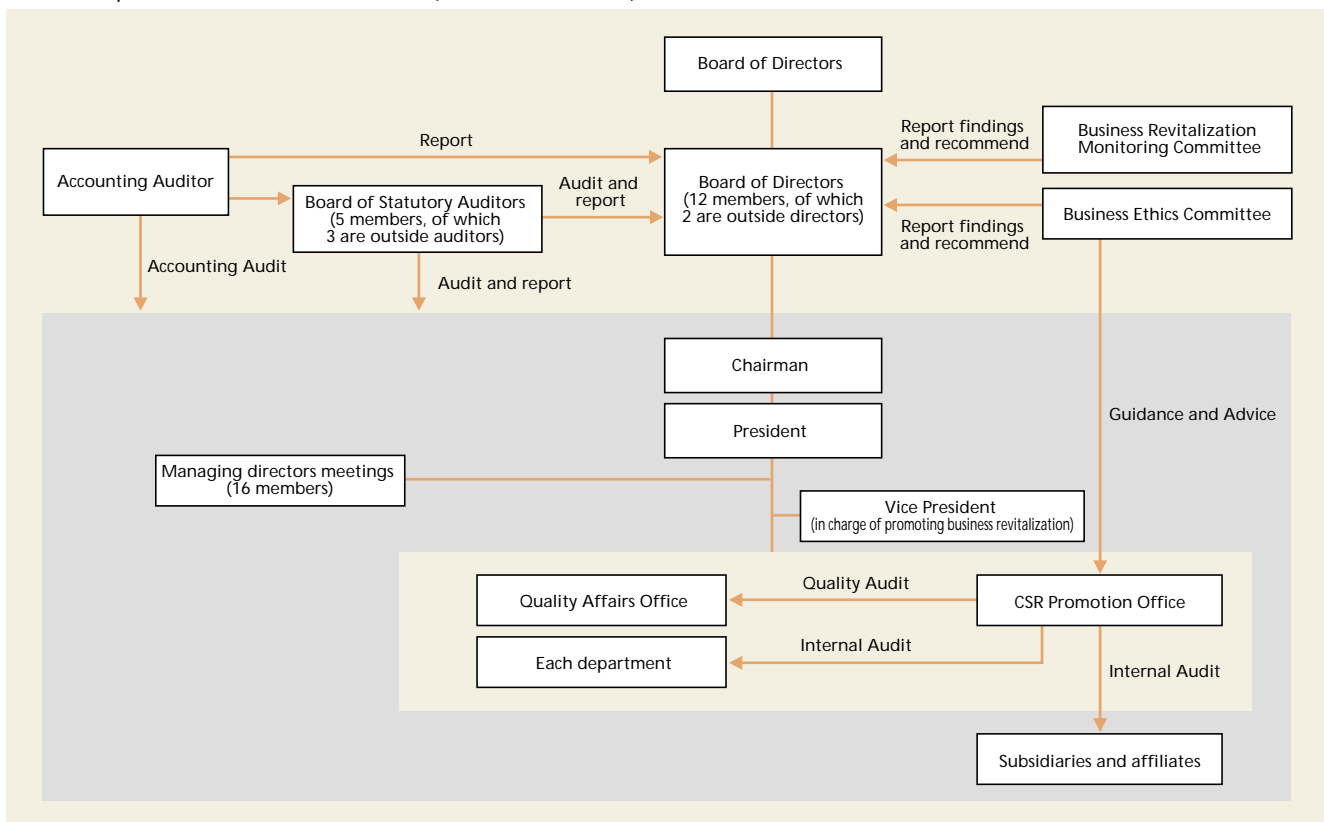 Board of Directors
Report findings
and recommend
Business Revitalization
Monitoring Committee
Report
Accounting Auditor
Board of Statutory Auditors
(5 members, of which
3 are outside auditors)
Audit and
report
Board of Directors
(12 members, of which
2 are outside directors)
Business Ethics Committee
Report findings
and recommend
Accounting Audit
Audit and report
Chairman
President
Guidance and Advice
Managing directors meetings
(16 members)
Vice President
(in charge of promoting business revitalization)
Quality Affairs Office
Quality Audit
CSR Promotion Office
Each department
Internal Audit
Internal Audit
Subsidiaries and affiliates